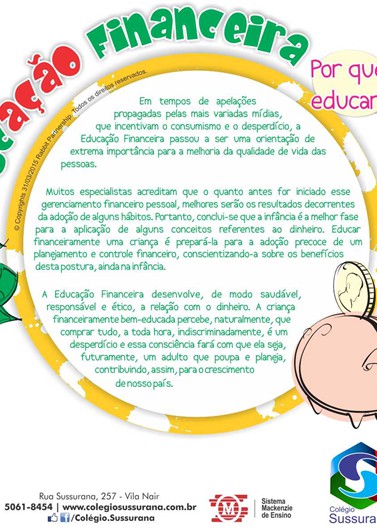 ação Financeira
Por que
educar
© Copyrights 31/03/2015 Rabbit Partnership. Todos os direitos reservados.
Em tempos de apelações
propagadas pelas mais variadas mídias,
que incentivam o consumismo e o desperdício, a
Educação Financeira passou a ser uma orientação de
extrema importância para a melhoria da qualidade de vida das
pessoas.
Muitos especialistas acreditam que o quanto antes for iniciado esse
gerenciamento financeiro pessoal, melhores serão os resultados decorrentes
da adoção de alguns hábitos. Portanto, conclui-se que a infância é a melhor fase
para a aplicação de alguns conceitos referentes ao dinheiro. Educar
financeiramente uma criança é prepará-la para a adoção precoce de um
planejamento e controle financeiro, conscientizando-a sobre os benefícios
desta postura, ainda na infância.
A Educação Financeira desenvolve, de modo saudável,
responsável e ético, a relação com o dinheiro. A criança
financeiramente bem-educada percebe, naturalmente, que
comprar tudo, a toda hora, indiscriminadamente, é um
desperdício e essa consciência fará com que ela seja,
futuramente, um adulto que poupa e planeja,
contribuindo, assim, para o crescimento
de nosso país.
Rua Sussurana, 257 - Vila Nair
5061-8454 | www.colegiosussurana.com.br
/Colégio.Sussurana
Sistema
Mackenzie
de Ensino
Colégio
Sussura